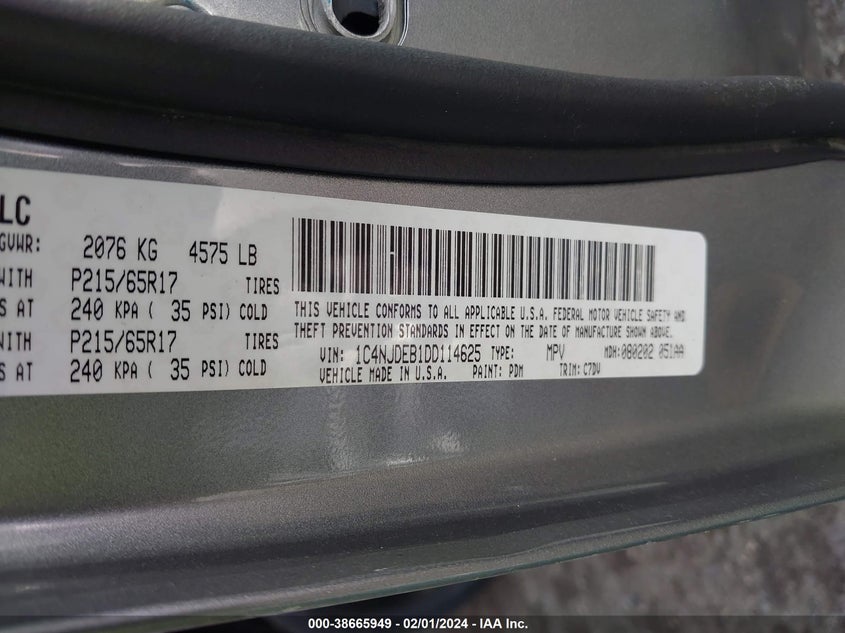 LC
GVWR: 2076 KG 4575 LB
WITH P215/65R17 TIRES
S AT 240 KPA ( 35 PSI) COLD
WITH P215/65R17 TIRES
S AT 240 KPA ( 35 PSI) COLD
THIS VEHICLE CONFORMS TO ALL APPLICABLE U.S.A. FEDERAL MOTOR VEHICLE SAFETY AND
THEFT PREVENTION STANDARDS IN EFFECT ON THE DATE OF MANUFACTURE SHOWN ABOVE.
VIN: 1C4NJDEB1DD114625 TYPE: MPV MDH: 080202 051AA
VEHICLE MADE IN U.S.A. PAINT: PDM TRIM: C7DV
000-38665949 - 02/01/2024 - IAA Inc.